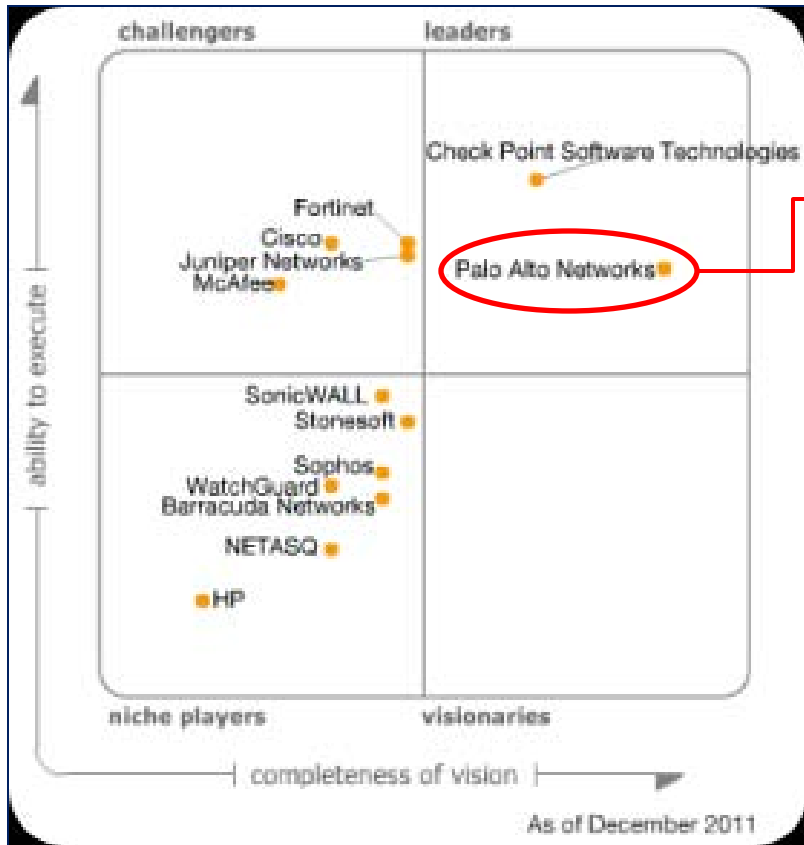 challengers
leaders
Check Point Software Technologies
Fortinet
Cisco
Juniper Networks
McAfee
Palo Alto Networks
ability to execute
SonicWALL
Stonesoft
Sophos
WatchGuard
Barracuda Networks
NETASQ
HP
niche players
visionaries
completeness of vision
As of December 2011